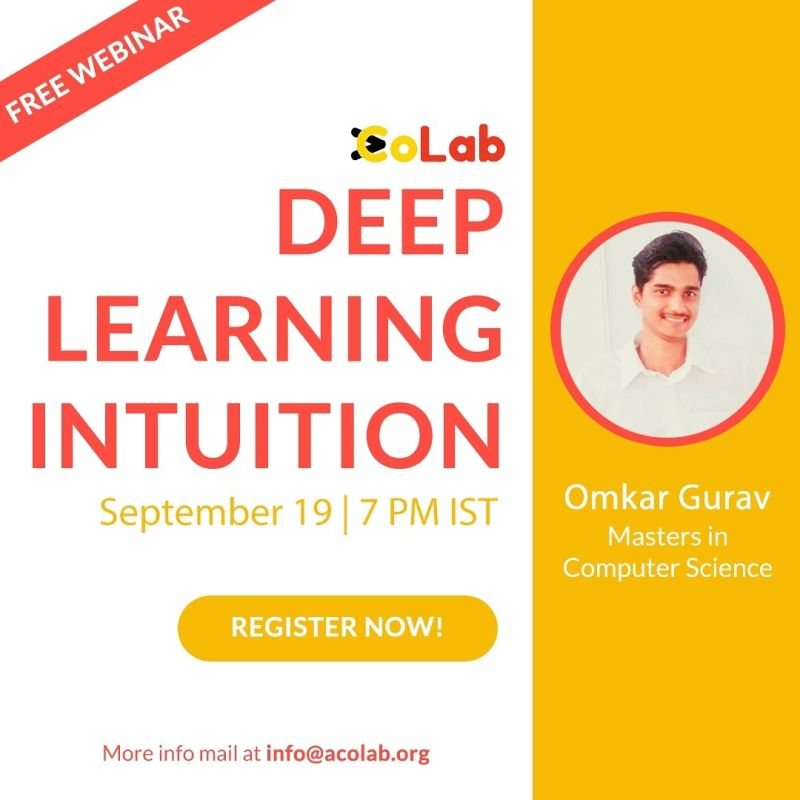 FREE WEBINAR
CoLab
DEEP
LEARNING
INTUITION
September 19 | 7 PM IST
REGISTER NOW!
More info mail at info@acolab.org
Omkar Gurav
Masters in
Computer Science